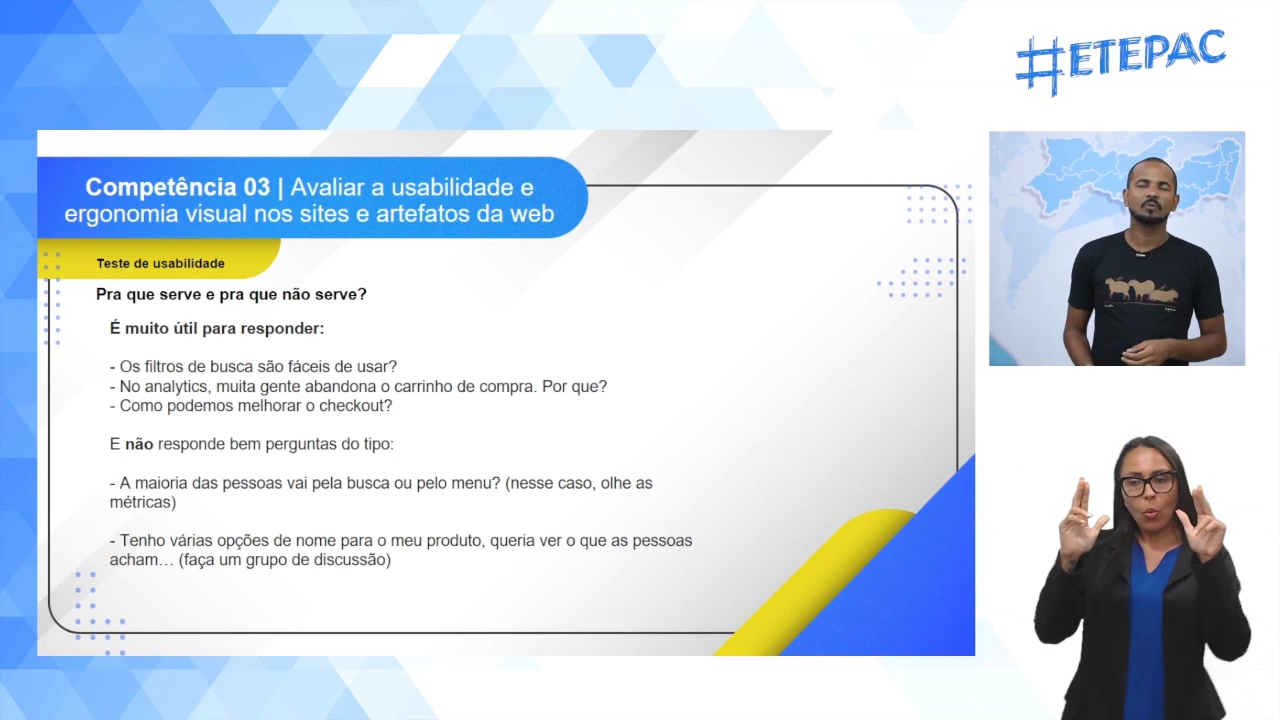 #ETEPAC
Competência 03 | Avaliar a usabilidade e
ergonomia visual nos sites e artefatos da web
Teste de usabilidade
Pra que serve e pra que não serve?
É muito útil para responder:
- Os filtros de busca são fáceis de usar?
- No analytics, muita gente abandona o carrinho de compra. Por que?
- Como podemos melhorar o checkout?
E não responde bem perguntas do tipo:
- A maioria das pessoas vai pela busca ou pelo menu? (nesse caso, olhe as
métricas)
- Tenho várias opções de nome para o meu produto, queria ver o que as pessoas
acham… (faça um grupo de discussão)